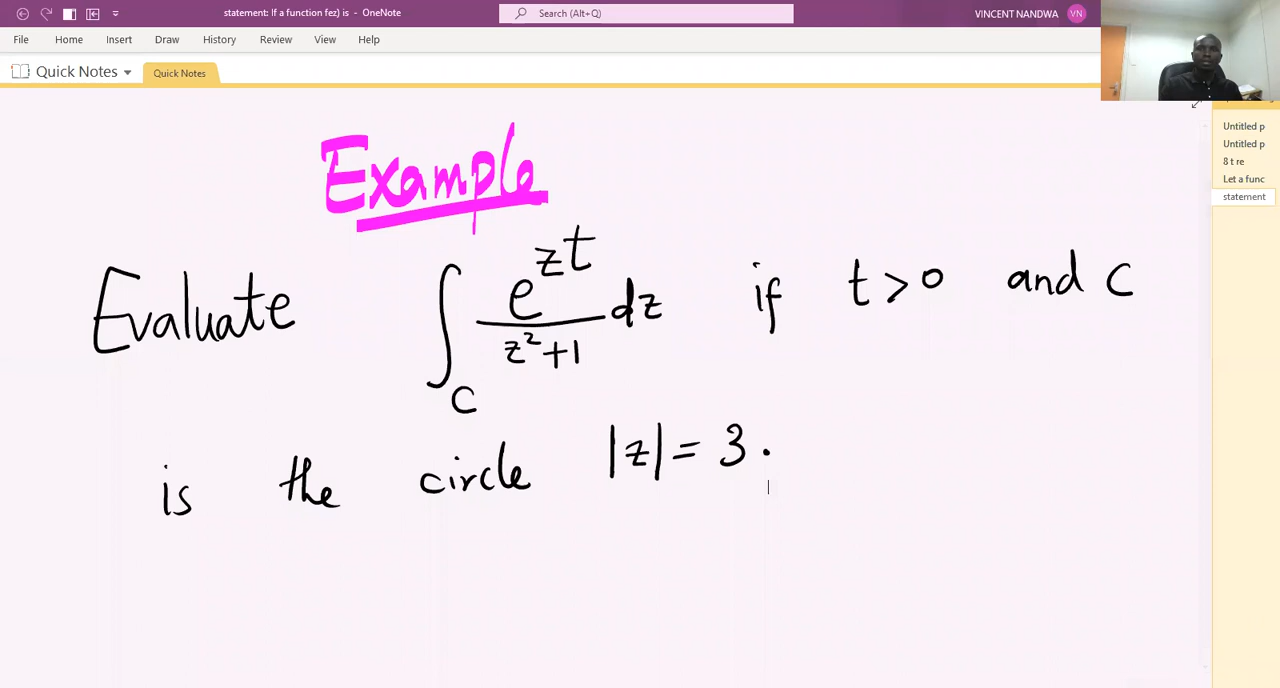 statement: If a function fez) is - OneNote
Search (Alt+Q)
VINCENT NANDWA
VN
File Home Insert Draw History Review View Help
Quick Notes
Quick Notes
Untitled p
Untitled p
8 t re
Let a func
statement
Example
Evaluate ∫_C e^{zt}/(z²+1) dz if t > 0 and C
is the circle |z| = 3.